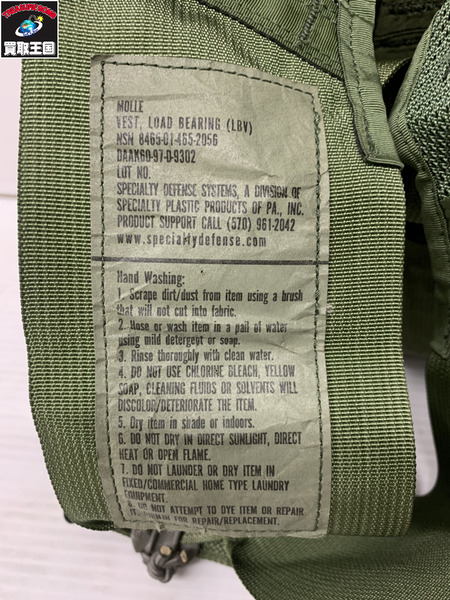 買取王国
MOLLE
VEST, LOAD BEARING (LBV)
NSN 8465-01-465-2056
DAAK60-97-D-9302
LOT NO.
SPECIALTY DEFENSE SYSTEMS, A DIVISION OF
SPECIALTY PLASTIC PRODUCTS OF PA., INC.
PRODUCT SUPPORT CALL (570) 961-2042
www.specialtydefense.com
Hand Washing:
1. Scrape dirt/dust from item using a brush
that will not cut into fabric.
2. Hose or wash item in a pail of water
using mild detergent or soap.
3. Rinse thoroughly with clean water.
4. DO NOT USE CHLORINE BLEACH, YELLOW
SOAP, CLEANING FLUIDS OR SOLVENTS WILL
DISCOLOR/DETERIORATE THE ITEM.
5. Dry item in shade or indoors.
6. DO NOT DRY IN DIRECT SUNLIGHT, DIRECT
HEAT OR OPEN FLAME.
7. DO NOT LAUNDER OR DRY ITEM IN
FIXED/COMMERCIAL HOME TYPE LAUNDRY
EQUIPMENT.
8. DO NOT ATTEMPT TO DYE ITEM OR REPAIR
IT. TURN-IN FOR REPAIR/REPLACEMENT.